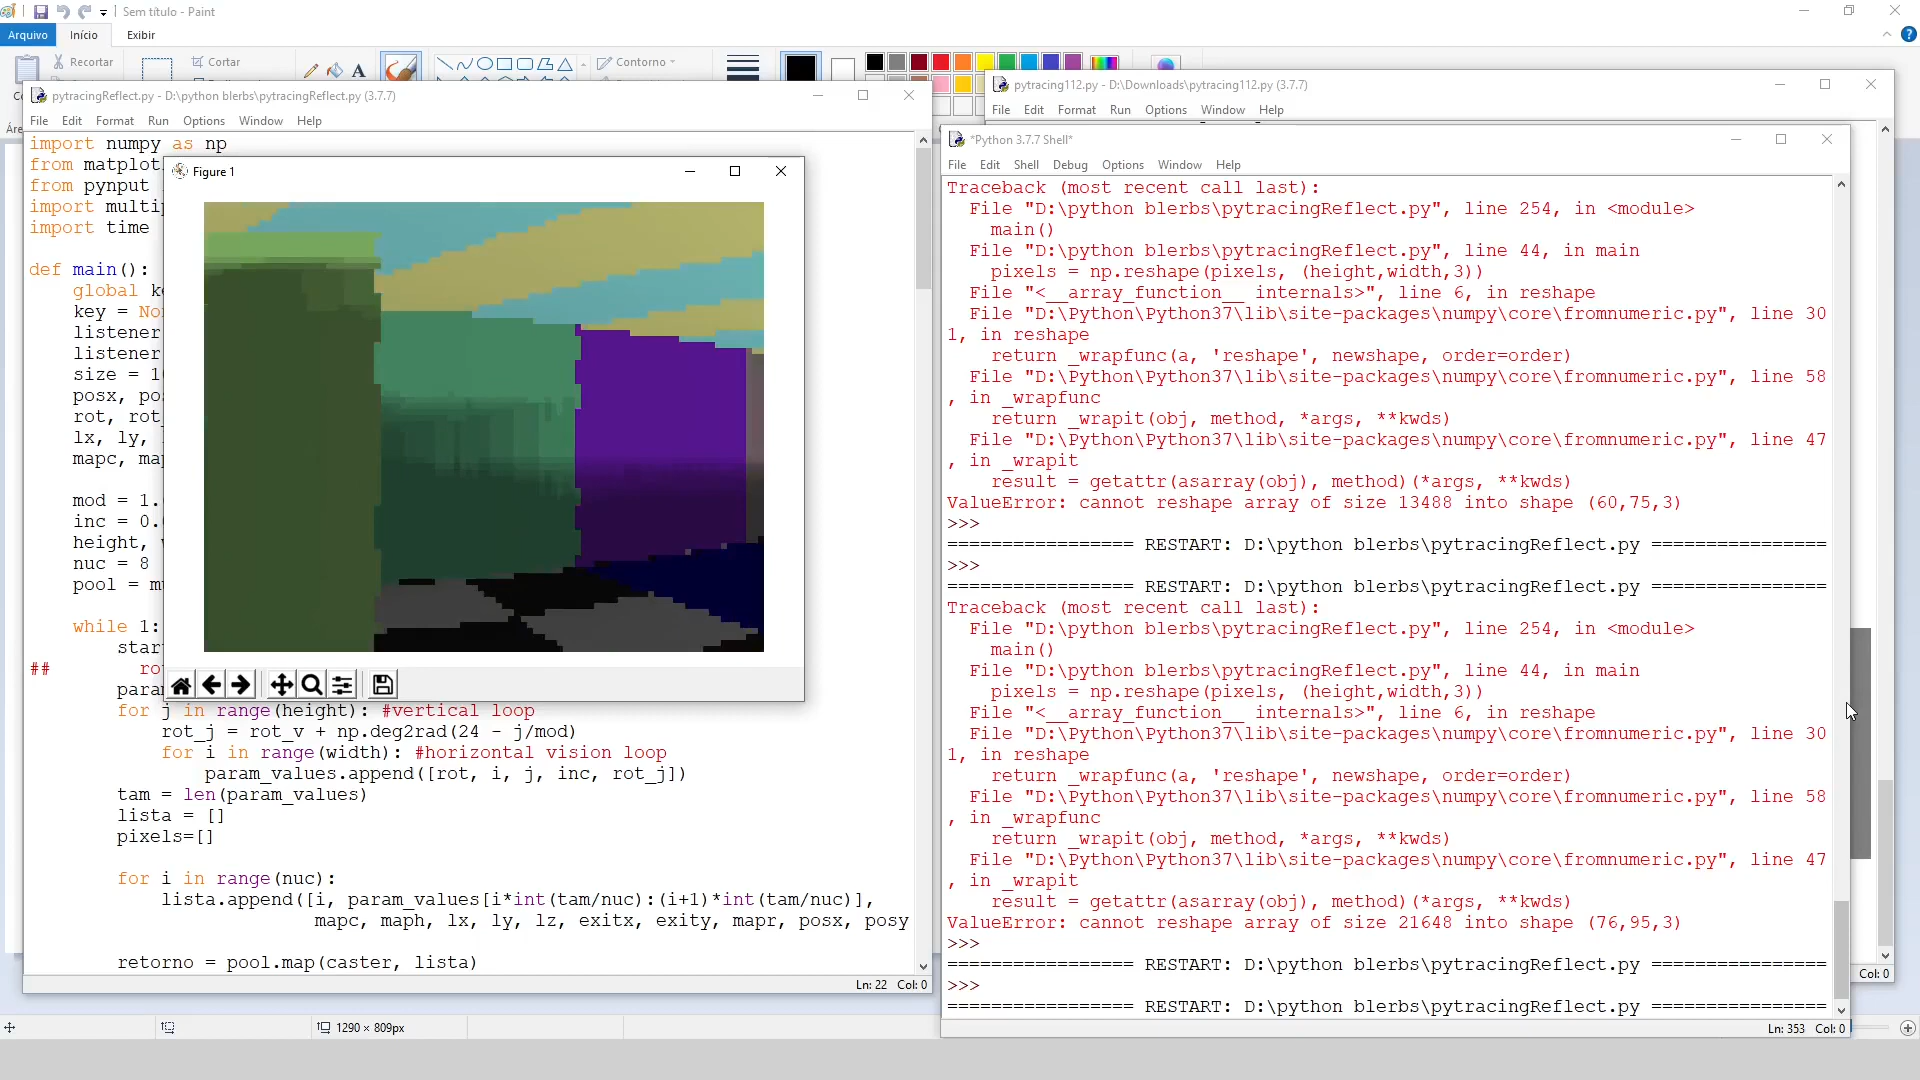 Sem título - Paint
Arquivo
Início
Exibir
Recortar
Cortar
Contorno
pytracingReflect.py - D:\python blerbs\pytracingReflect.py (3.7.7)
File Edit Format Run Options Window Help
import numpy as np
from matplot
from pynput
import multip
import time
def main():
global ke
key = Non
listener
listener
size = 10
posx, pos
rot, rot_
lx, ly,
mapc, map
mod = 1.
inc = 0.
height, w
nuc = 8
pool = mu
while 1:
star
## ro
para
for j in range(height): #vertical loop
rot_j = rot_v + np.deg2rad(24 - j/mod)
for i in range(width): #horizontal vision loop
param_values.append([rot, i, j, inc, rot_j])
tam = len(param_values)
lista = []
pixels=[]
for i in range(nuc):
lista.append([i, param_values[i*int(tam/nuc):(i+1)*int(tam/nuc)],
mapc, maph, lx, ly, lz, exitx, exity, mapr, posx, posy
retorno = pool.map(caster, lista)
Ln: 22 Col: 0
Figure 1
pytracing112.py - D:\Downloads\pytracing112.py (3.7.7)
File Edit Format Run Options Window Help
*Python 3.7.7 Shell*
File Edit Shell Debug Options Window Help
Traceback (most recent call last):
File "D:\python blerbs\pytracingReflect.py", line 254, in <module>
main()
File "D:\python blerbs\pytracingReflect.py", line 44, in main
pixels = np.reshape(pixels, (height,width,3))
File "<__array_function__ internals>", line 6, in reshape
File "D:\Python\Python37\lib\site-packages\numpy\core\fromnumeric.py", line 30
1, in reshape
return _wrapfunc(a, 'reshape', newshape, order=order)
File "D:\Python\Python37\lib\site-packages\numpy\core\fromnumeric.py", line 58
, in _wrapfunc
return _wrapit(obj, method, *args, **kwds)
File "D:\Python\Python37\lib\site-packages\numpy\core\fromnumeric.py", line 47
, in _wrapit
result = getattr(asarray(obj), method)(*args, **kwds)
ValueError: cannot reshape array of size 13488 into shape (60,75,3)
>>>
================= RESTART: D:\python blerbs\pytracingReflect.py ================
>>>
================= RESTART: D:\python blerbs\pytracingReflect.py ================
Traceback (most recent call last):
File "D:\python blerbs\pytracingReflect.py", line 254, in <module>
main()
File "D:\python blerbs\pytracingReflect.py", line 44, in main
pixels = np.reshape(pixels, (height,width,3))
File "<__array_function__ internals>", line 6, in reshape
File "D:\Python\Python37\lib\site-packages\numpy\core\fromnumeric.py", line 30
1, in reshape
return _wrapfunc(a, 'reshape', newshape, order=order)
File "D:\Python\Python37\lib\site-packages\numpy\core\fromnumeric.py", line 58
, in _wrapfunc
return _wrapit(obj, method, *args, **kwds)
File "D:\Python\Python37\lib\site-packages\numpy\core\fromnumeric.py", line 47
, in _wrapit
result = getattr(asarray(obj), method)(*args, **kwds)
ValueError: cannot reshape array of size 21648 into shape (76,95,3)
>>>
================= RESTART: D:\python blerbs\pytracingReflect.py ================
>>>
================= RESTART: D:\python blerbs\pytracingReflect.py ================
Ln: 353 Col: 0
Col: 0
1290 × 809px